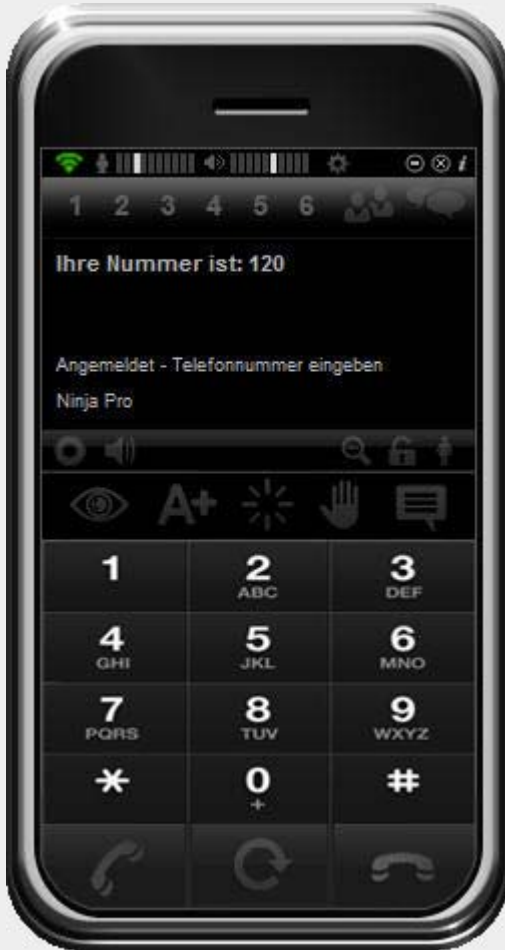 i
1 2 3 4 5 6
Ihre Nummer ist: 120
Angemeldet - Telefonnummer eingeben
Ninja Pro
A+
1 2 3
ABC DEF
4 5 6
GHI JKL MNO
7 8 9
PQRS TUV WXYZ
* 0 #
+